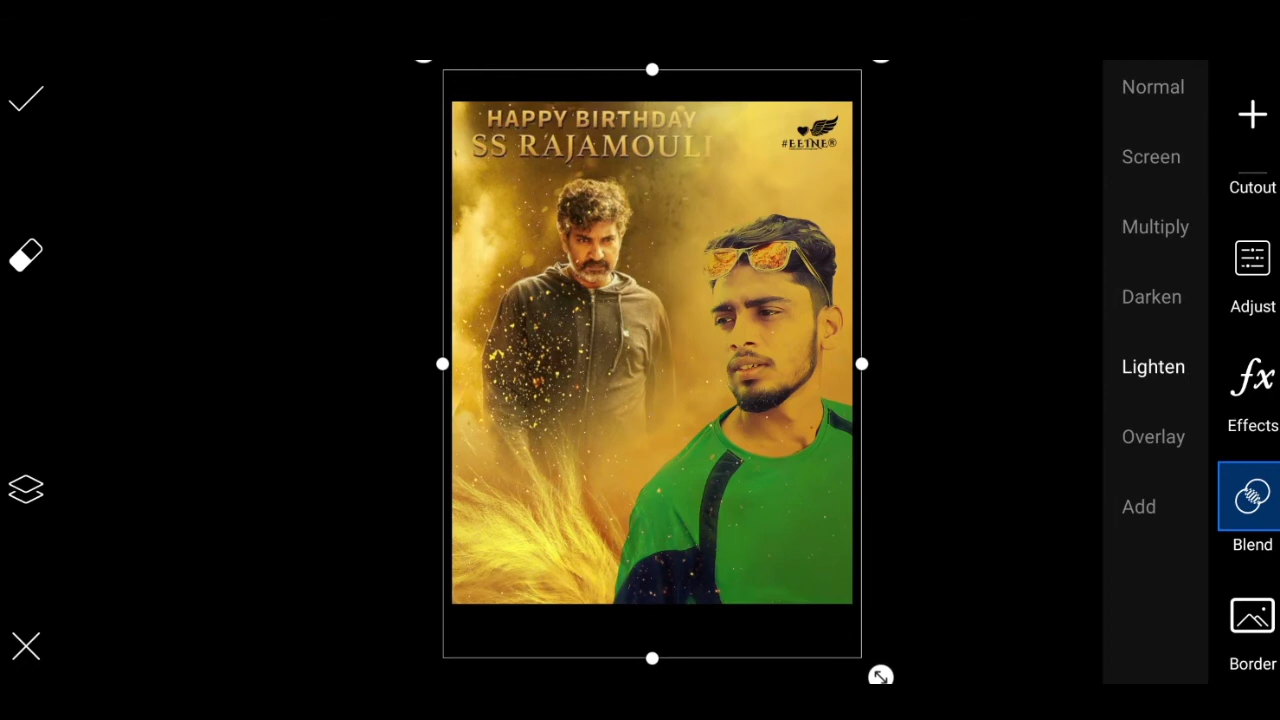 HAPPY BIRTHDAY
SS RAJAMOULI
#EEINE®
Normal
Screen
Multiply
Darken
Lighten
Overlay
Add
Cutout
Adjust
fx
Effects
Blend
Border